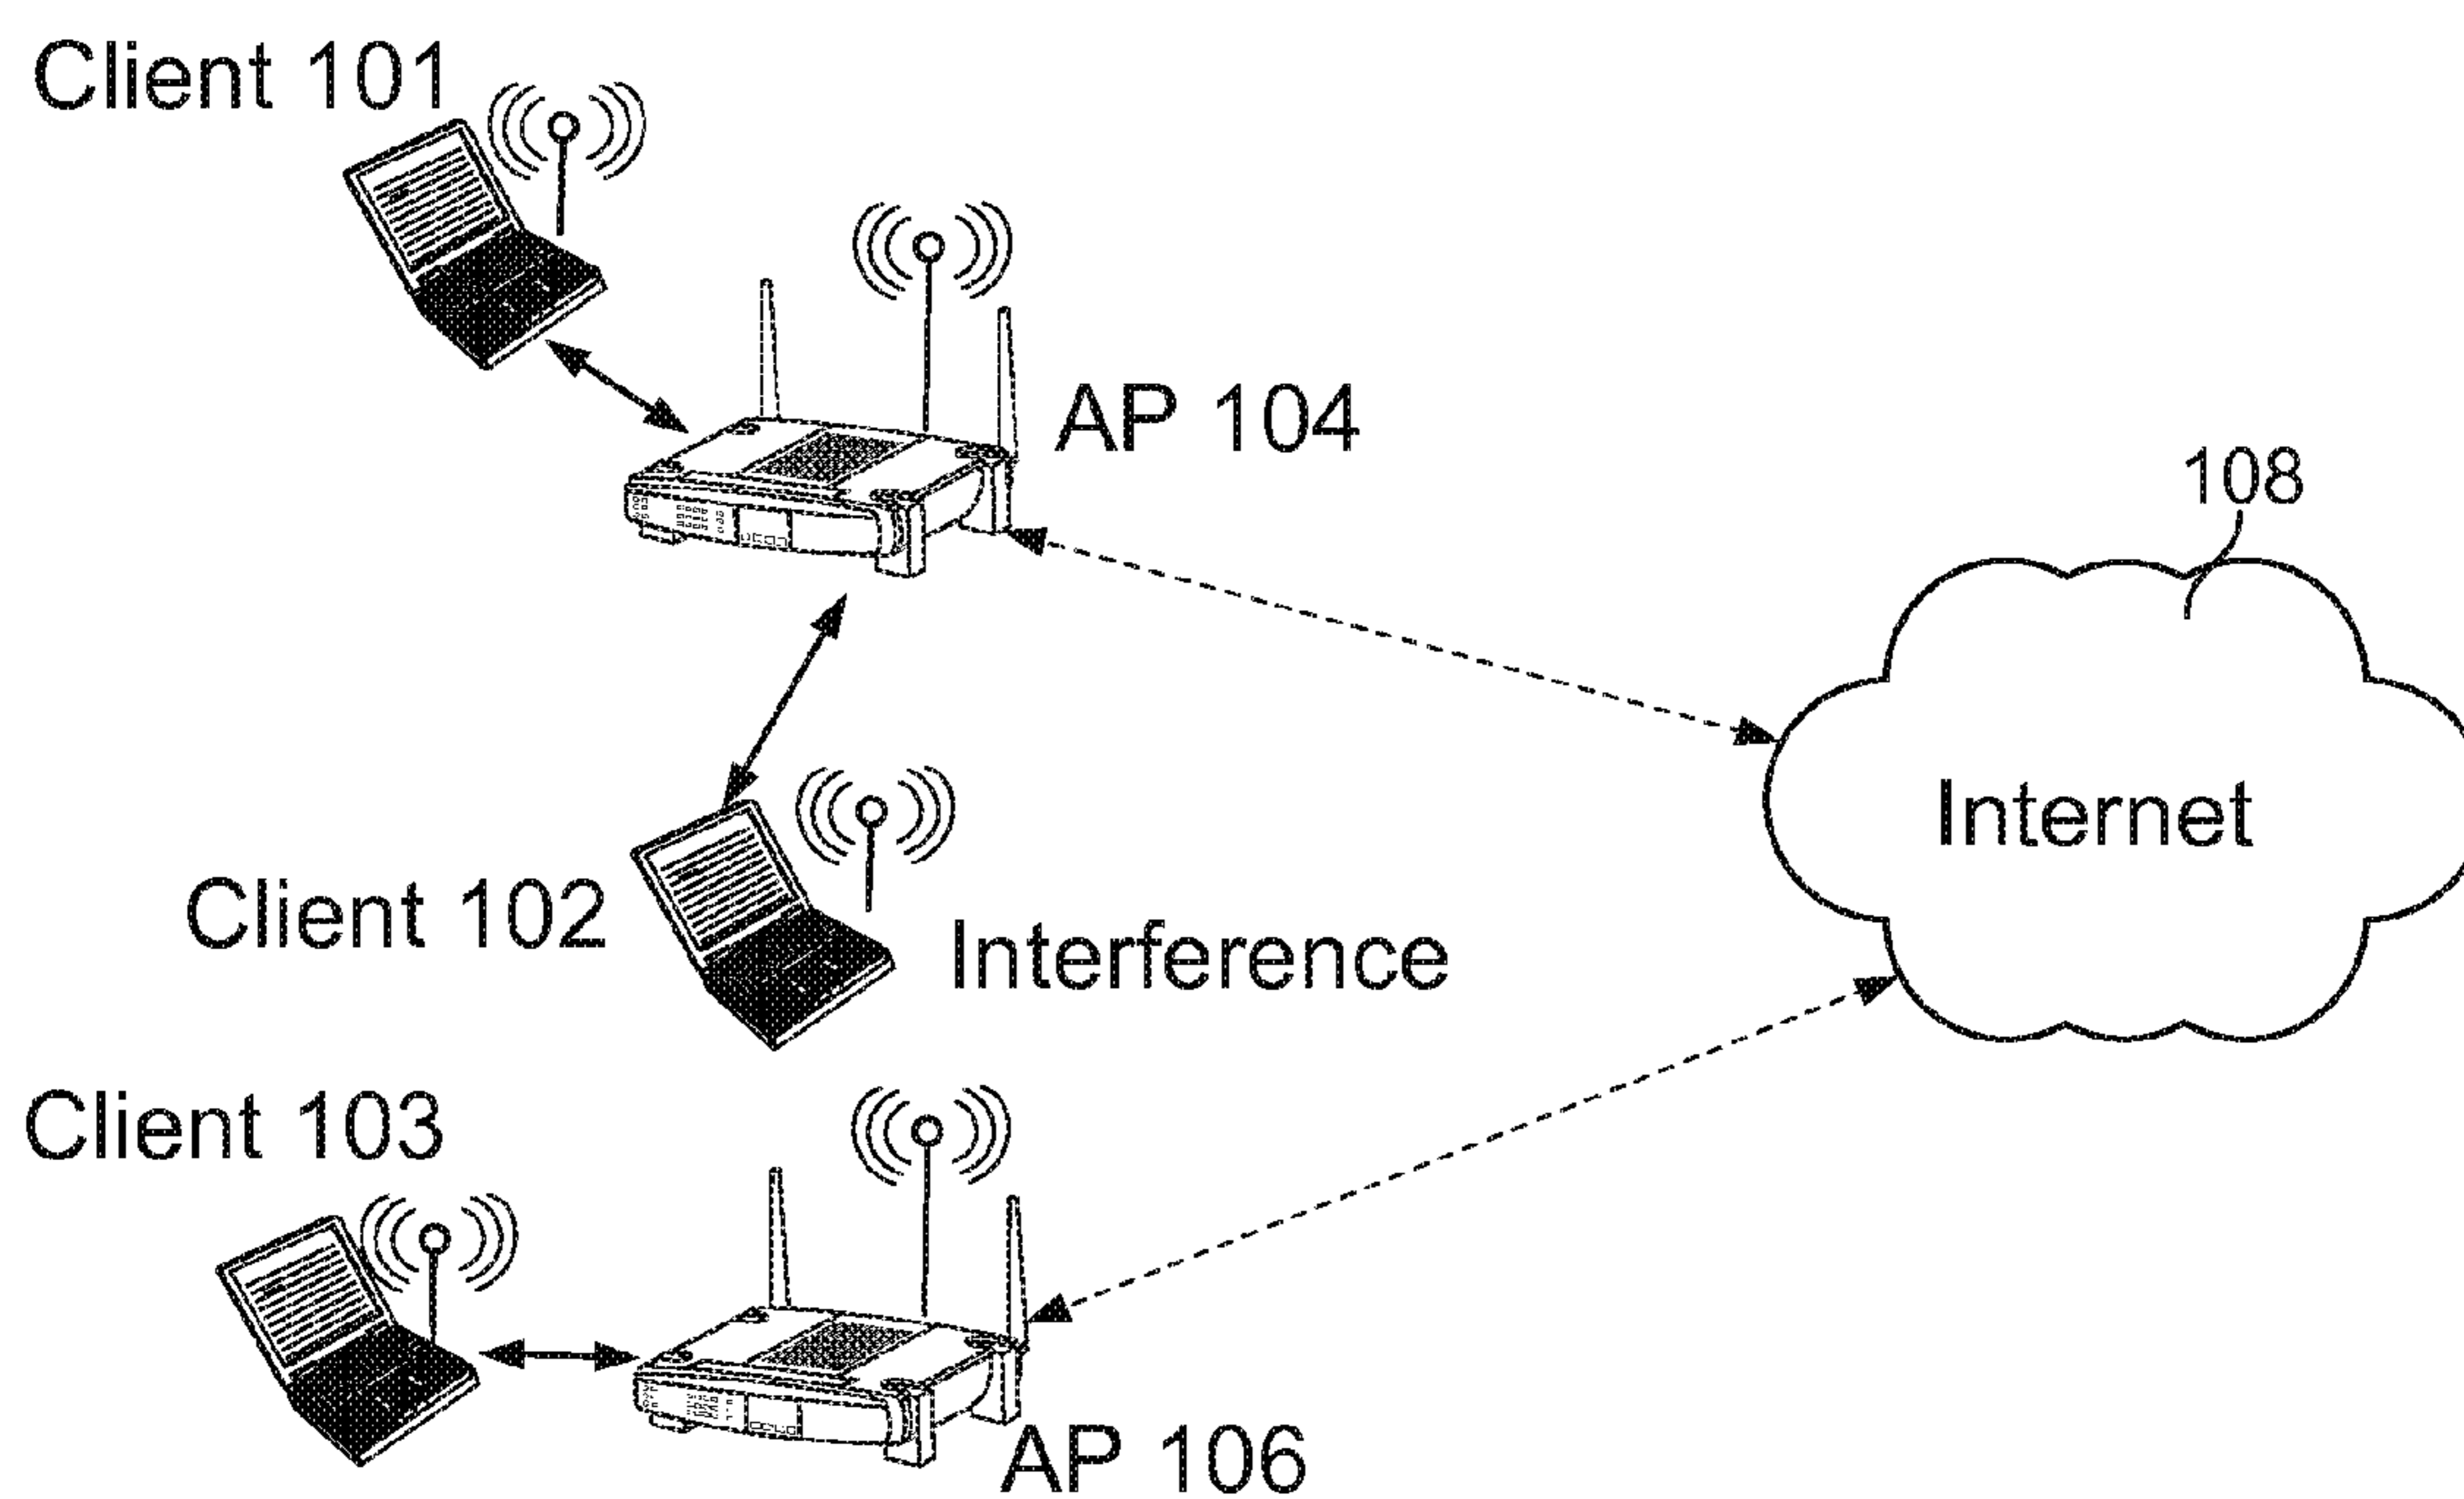 Client 101
AP 104
108
Internet
Client 102
Interference
Client 103
AP 106